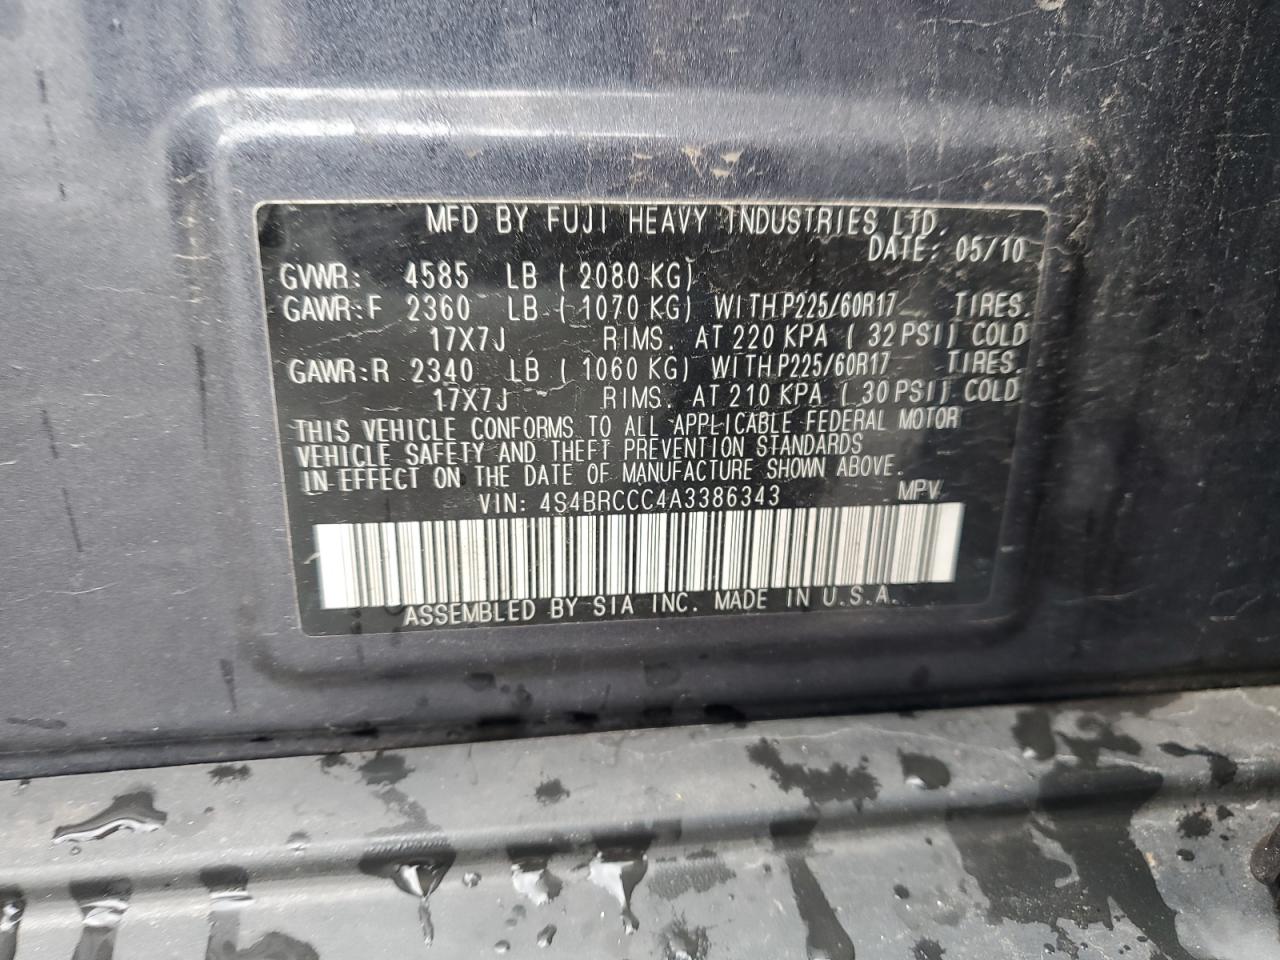 MFD BY FUJI HEAVY INDUSTRIES LTD.
DATE: 05/10
GVWR: 4585 LB ( 2080 KG)
GAWR:F 2360 LB ( 1070 KG) WITH P225/60R17 TIRES.
17X7J RIMS. AT 220 KPA ( 32 PSI) COLD
GAWR:R 2340 LB ( 1060 KG) WITH P225/60R17 TIRES.
17X7J RIMS. AT 210 KPA ( 30 PSI) COLD
THIS VEHICLE CONFORMS TO ALL APPLICABLE FEDERAL MOTOR
VEHICLE SAFETY AND THEFT PREVENTION STANDARDS
IN EFFECT ON THE DATE OF MANUFACTURE SHOWN ABOVE.
VIN: 4S4BRCCC4A3386343 MPV
ASSEMBLED BY SIA INC. MADE IN U.S.A.